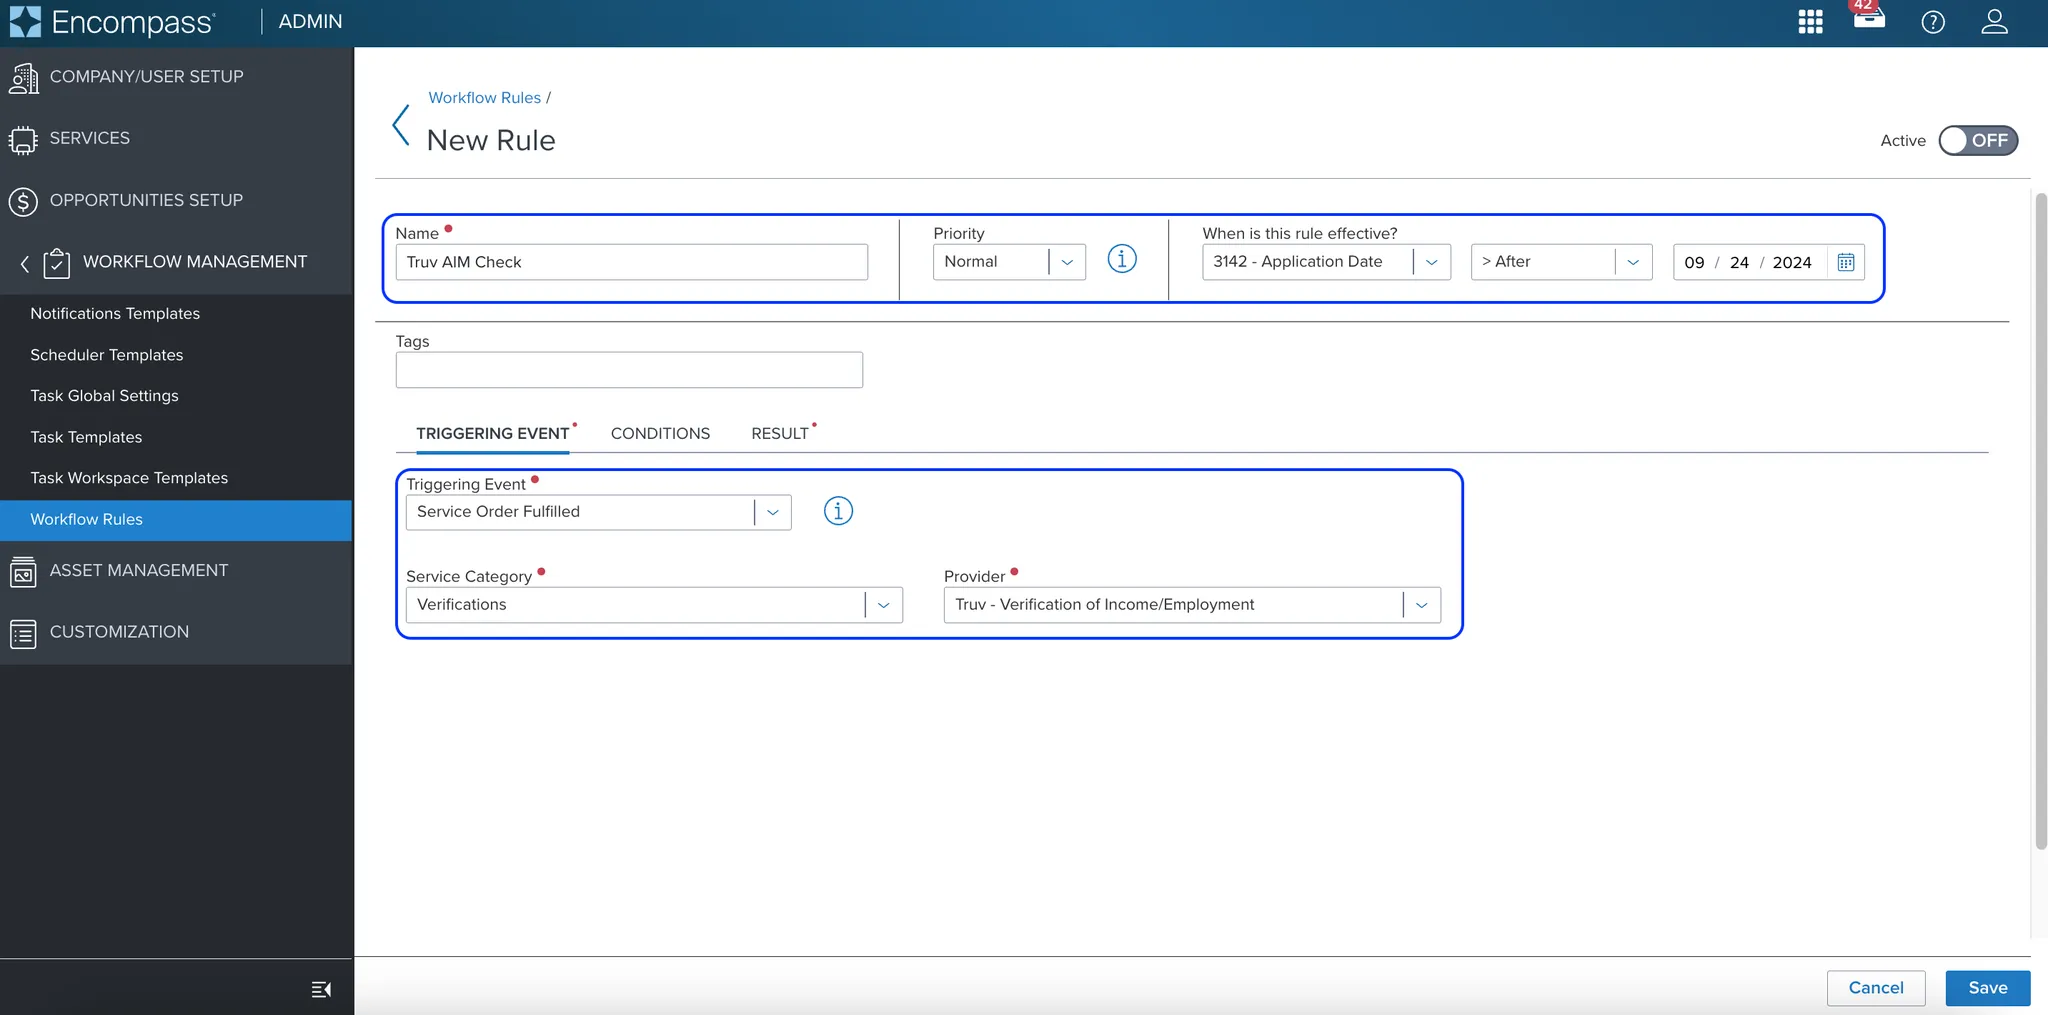 Encompass
ADMIN
42
COMPANY/USER SETUP
SERVICES
OPPORTUNITIES SETUP
WORKFLOW MANAGEMENT
Notifications Templates
Scheduler Templates
Task Global Settings
Task Templates
Task Workspace Templates
Workflow Rules
ASSET MANAGEMENT
CUSTOMIZATION
Workflow Rules /
New Rule
Active OFF
Name Priority When is this rule effective?
Truv AIM Check Normal 3142 - Application Date > After 09 / 24 / 2024
Tags
TRIGGERING EVENT CONDITIONS RESULT
Triggering Event
Service Order Fulfilled
Service Category Provider
Verifications Truv - Verification of Income/Employment
Cancel Save